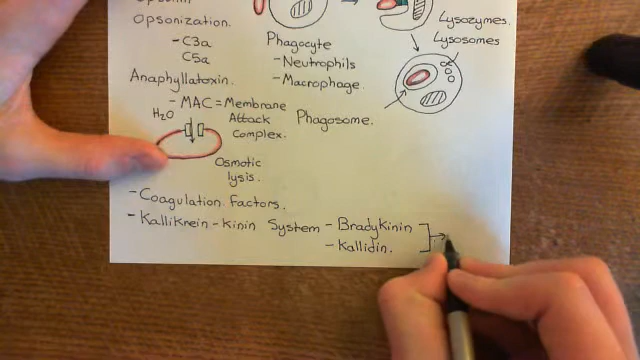 Opsonization.
- C3a
C5a
Anaphyllatoxin.
- MAC = Membrane
Attack
Complex.
H₂O
Osmotic
lysis.
Phagocyte
- Neutrophils
- Macrophage.
Phagosome.
Lysozymes.
Lysosomes
- Coagulation Factors.
- Kallikrein - Kinin System - Bradykinin
- Kallidin.